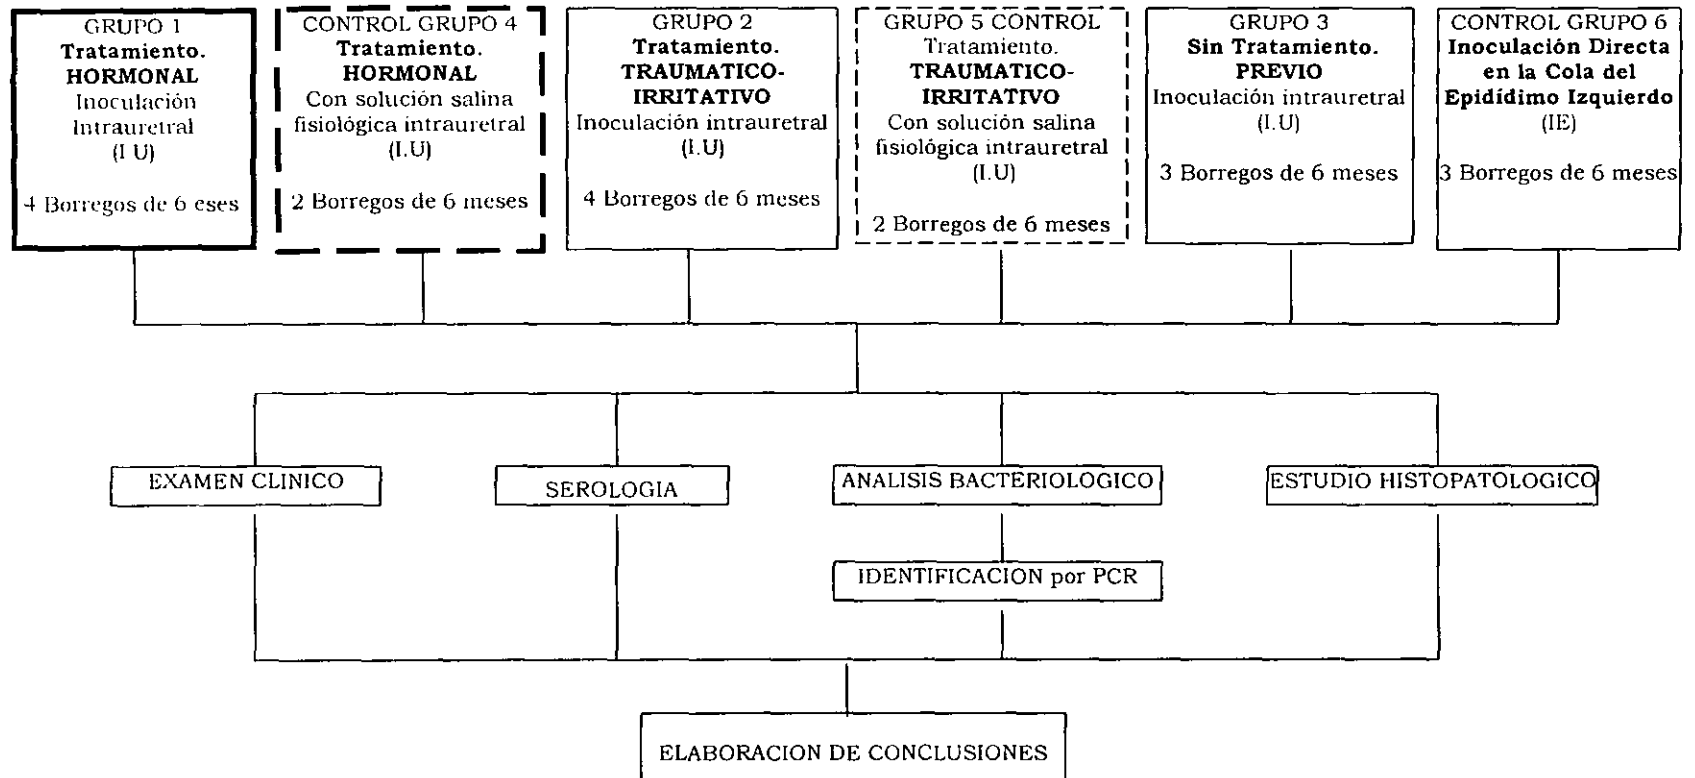 GRUPO 1
Tratamiento.
HORMONAL
Inoculación
Intrauretral
(I U)
4 Borregos de 6 eses
CONTROL GRUPO 4
Tratamiento.
HORMONAL
Con solución salina
fisiológica intrauretral
(I.U)
2 Borregos de 6 meses
GRUPO 2
Tratamiento.
TRAUMATICO-
IRRITATIVO
Inoculación intrauretral
(I.U)
4 Borregos de 6 meses
GRUPO 5 CONTROL
Tratamiento.
TRAUMATICO-
IRRITATIVO
Con solución salina
fisiológica intrauretral
(I.U)
2 Borregos de 6 meses
GRUPO 3
Sin Tratamiento.
PREVIO
Inoculación intrauretral
(I.U)
3 Borregos de 6 meses
CONTROL GRUPO 6
Inoculación Directa
en la Cola del
Epidídimo Izquierdo
(IE)
3 Borregos de 6 meses
EXAMEN CLINICO
SEROLOGIA
ANALISIS BACTERIOLOGICO
ESTUDIO HISTOPATOLOGICO
IDENTIFICACION por PCR
ELABORACION DE CONCLUSIONES